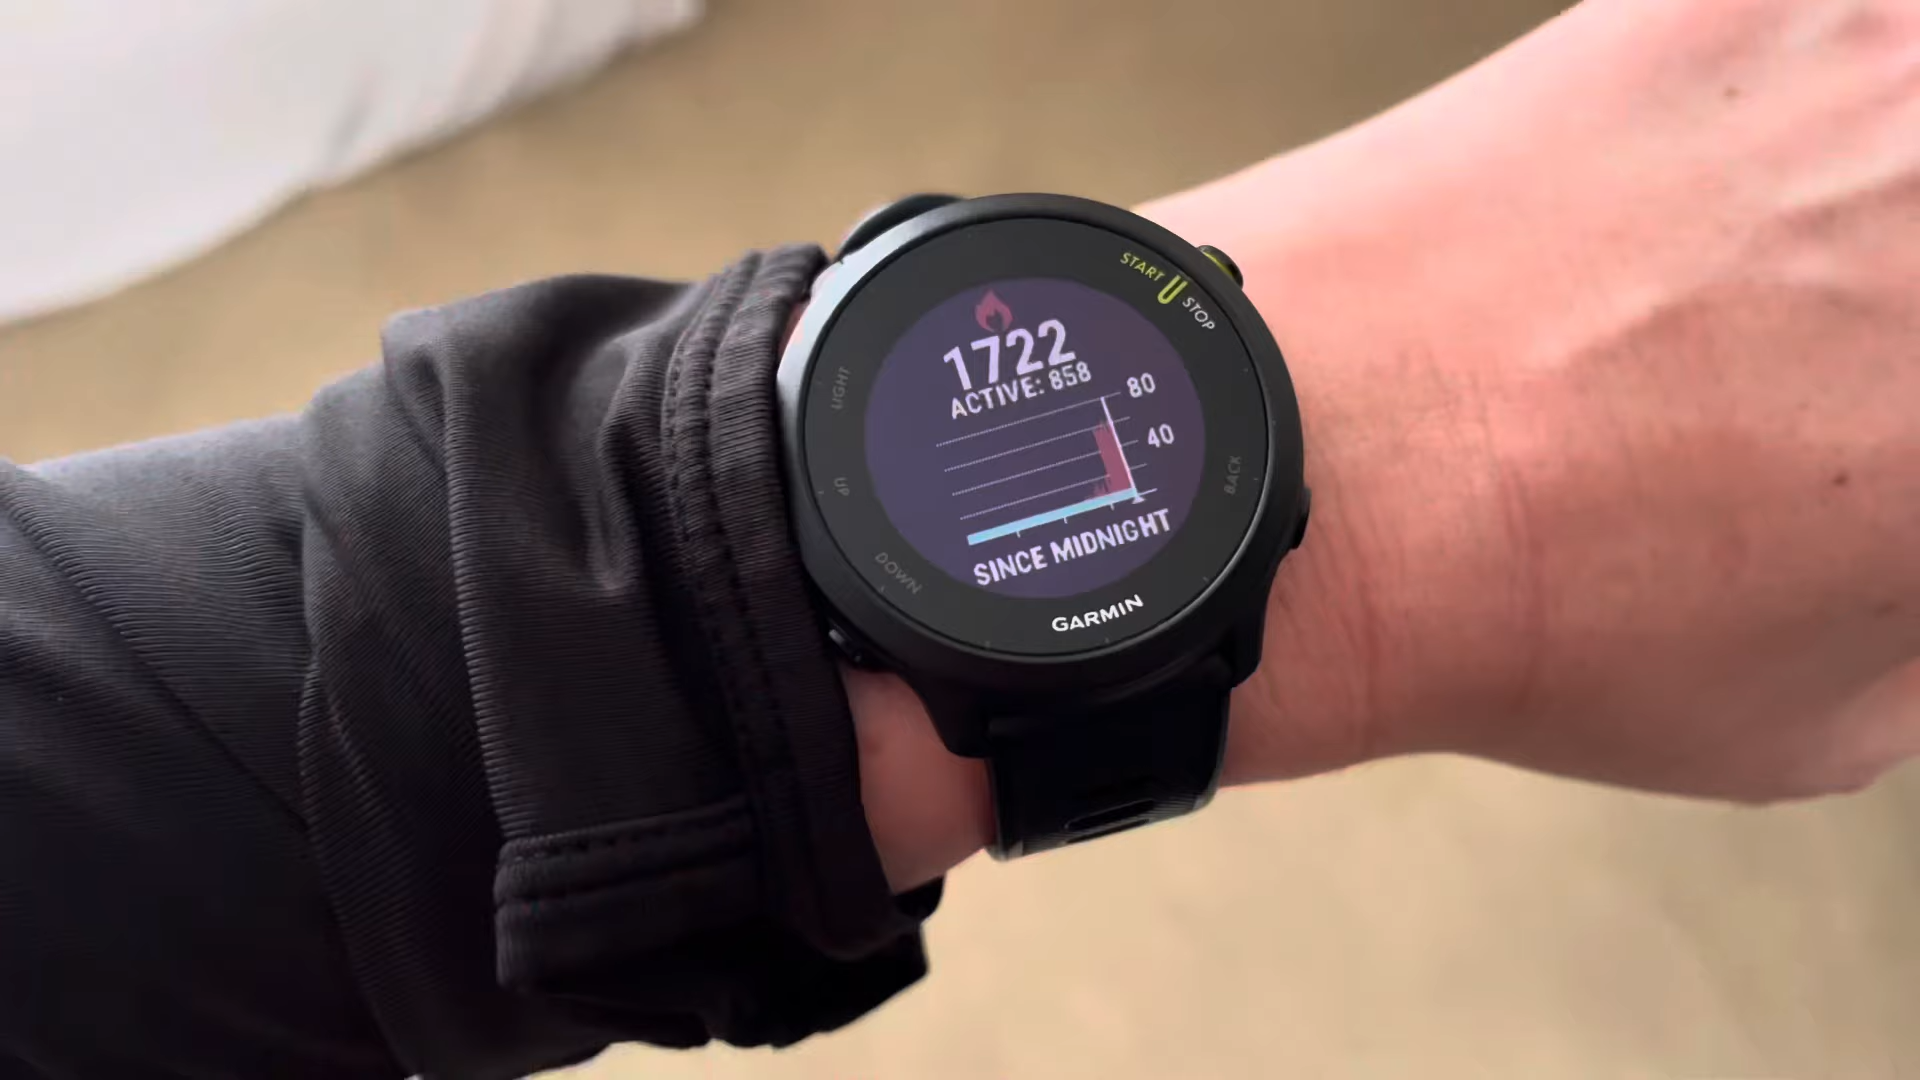 START
STOP
LIGHT
UP
DOWN
BACK
1722
ACTIVE: 858
80
40
SINCE MIDNIGHT
GARMIN